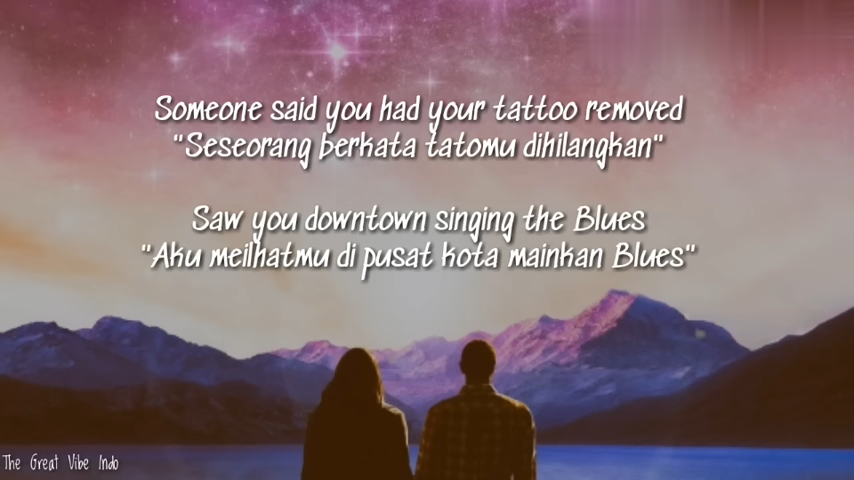 Someone said you had your tattoo removed
"Seseorang berkata tatomu dihilangkan"
Saw you downtown singing the Blues
"Aku meilhatmu di pusat kota mainkan Blues"
The Great Vibe Indo